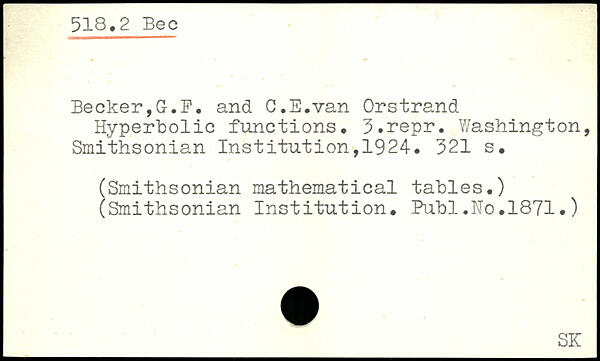 518.2 Bec
Becker,G.F. and C.E.van Orstrand
Hyperbolic functions. 3.repr. Washington,
Smithsonian Institution,1924. 321 s.
(Smithsonian mathematical tables.)
(Smithsonian Institution. Publ.No.1871.)
SK